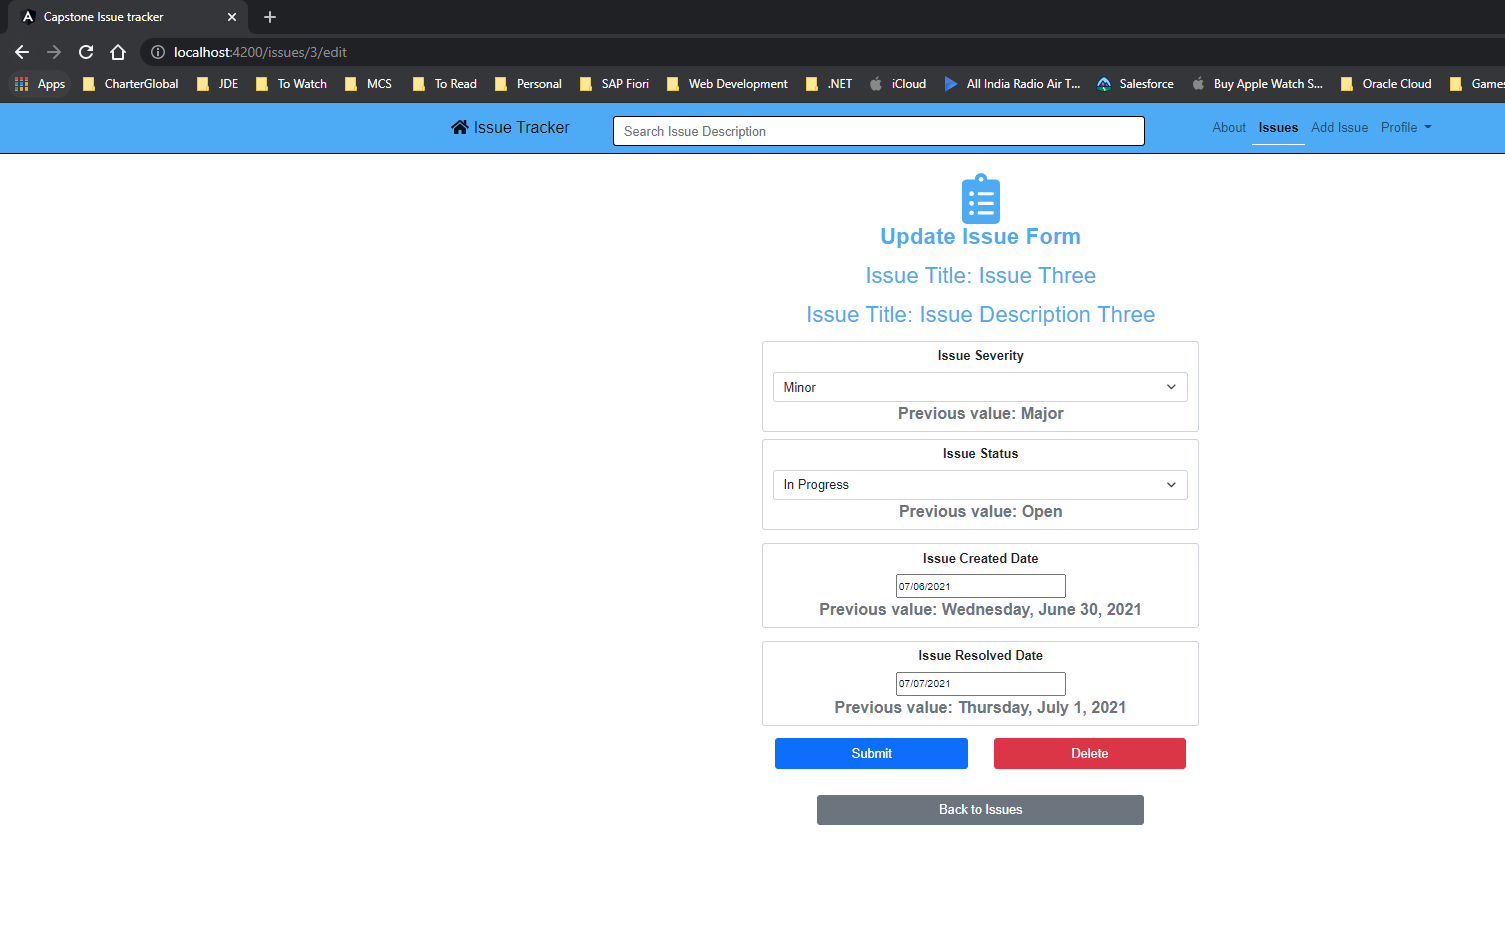 Capstone Issue tracker
localhost:4200/issues/3/edit
Apps CharterGlobal JDE To Watch MCS To Read Personal SAP Fiori Web Development .NET iCloud All India Radio Air T... Salesforce Buy Apple Watch S... Oracle Cloud Games
Issue Tracker Search Issue Description About Issues Add Issue Profile
Update Issue Form
Issue Title: Issue Three
Issue Title: Issue Description Three
Issue Severity
Minor
Previous value: Major
Issue Status
In Progress
Previous value: Open
Issue Created Date
07/06/2021
Previous value: Wednesday, June 30, 2021
Issue Resolved Date
07/07/2021
Previous value: Thursday, July 1, 2021
Submit Delete
Back to Issues